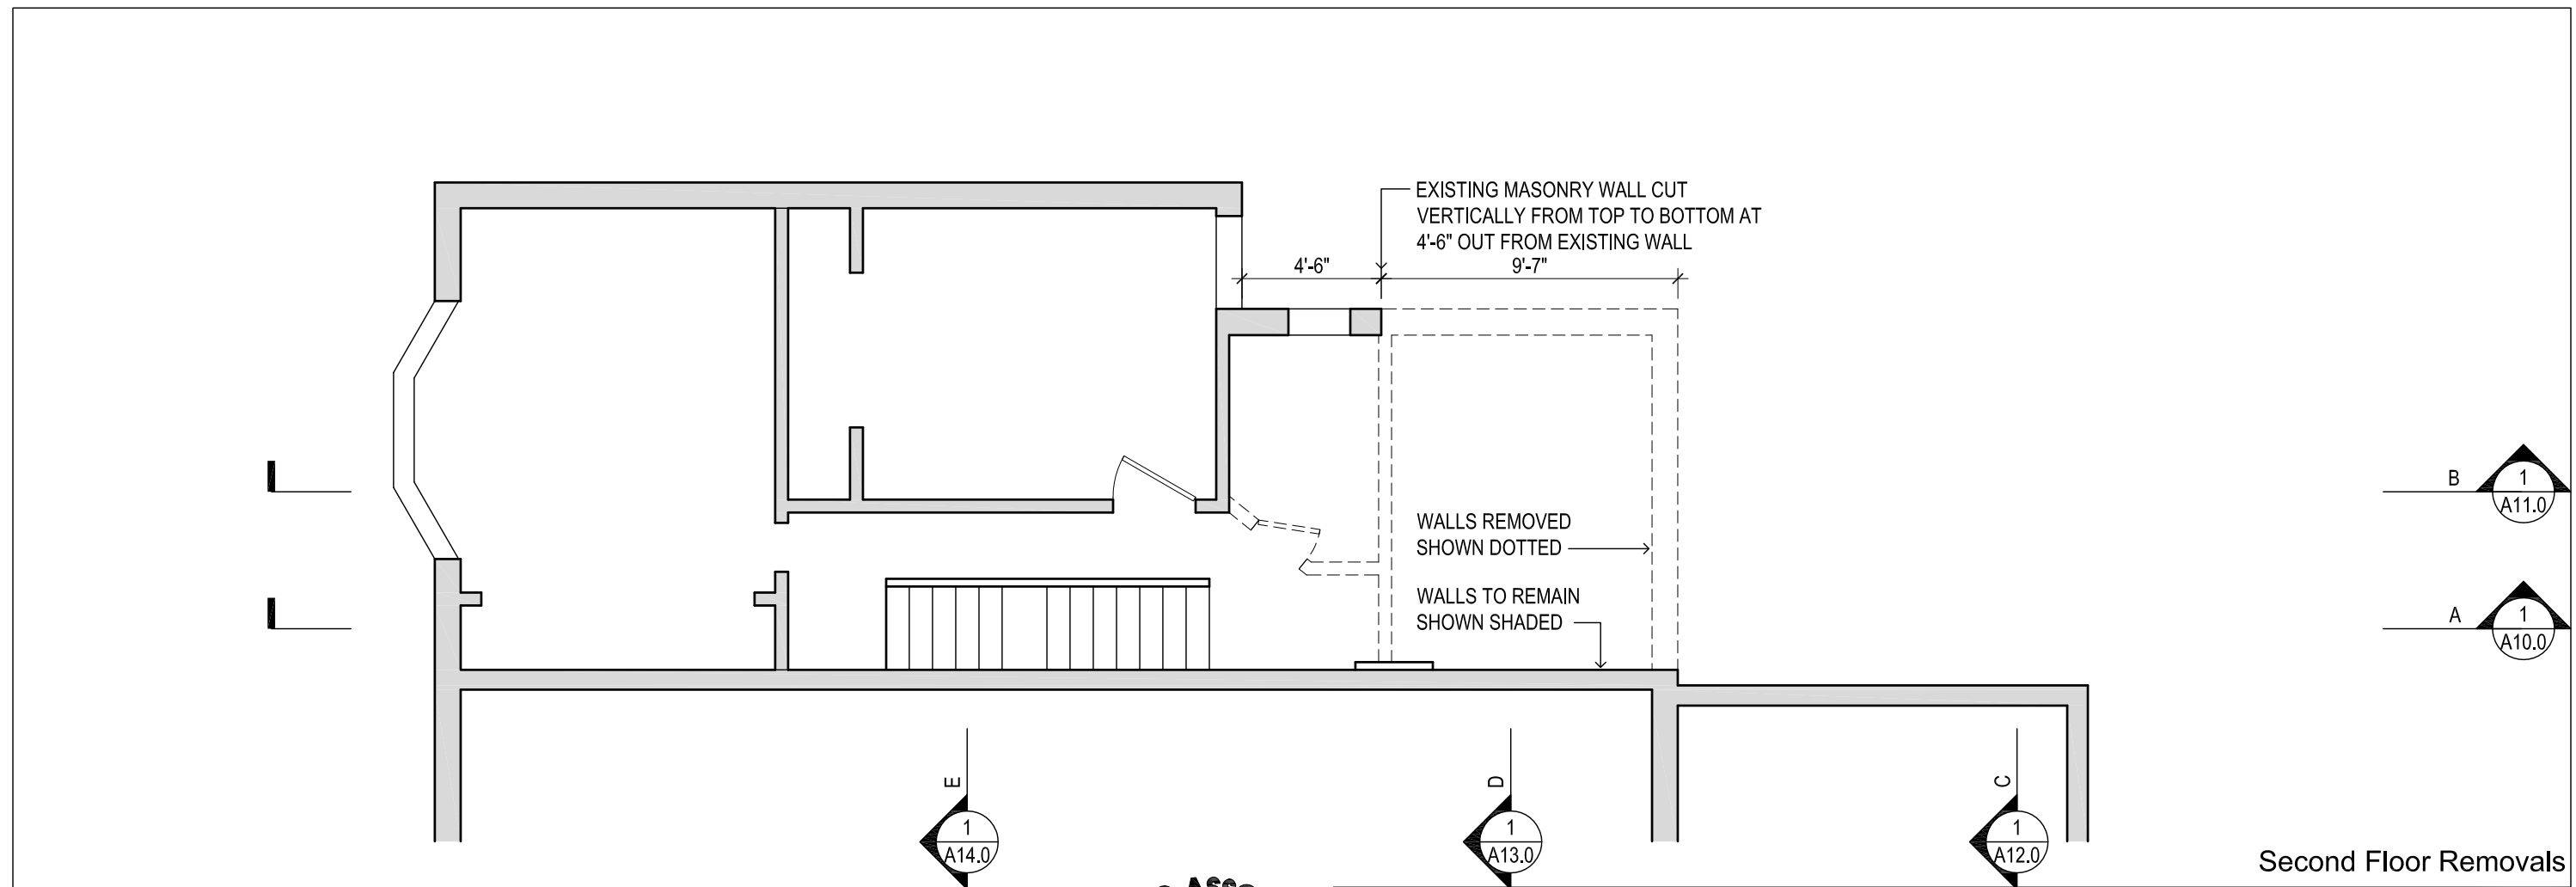 EXISTING MASONRY WALL CUT
VERTICALLY FROM TOP TO BOTTOM AT
4'-6" OUT FROM EXISTING WALL
4'-6"
9'-7"
B
1
A11.0
WALLS REMOVED
SHOWN DOTTED
WALLS TO REMAIN
SHOWN SHADED
A
1
A10.0
E
1
A14.0
D
1
A13.0
C
1
A12.0
Second Floor Removals